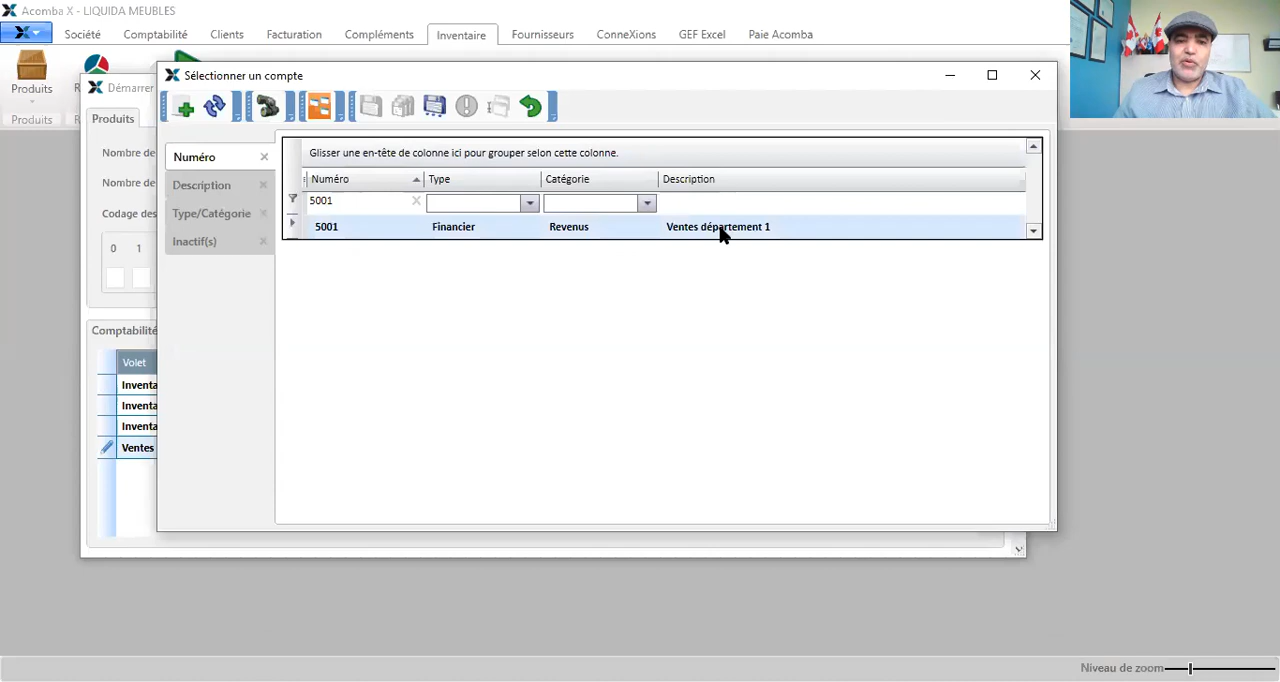 Acomba X - LIQUIDA MEUBLES
Société Comptabilité Clients Facturation Compléments Inventaire Fournisseurs ConneXions GEF Excel Paie Acomba
Produits
Produits
Démarrer
Produits
Nombre de
Nombre de
Codage des
0 1
Comptabilité
Volet
Inventa
Inventa
Inventa
Ventes
Sélectionner un compte
Numéro
Description
Type/Catégorie
Inactif(s)
Glisser une en-tête de colonne ici pour grouper selon cette colonne.
Numéro Type Catégorie Description
5001
5001 Financier Revenus Ventes département 1
Niveau de zoom